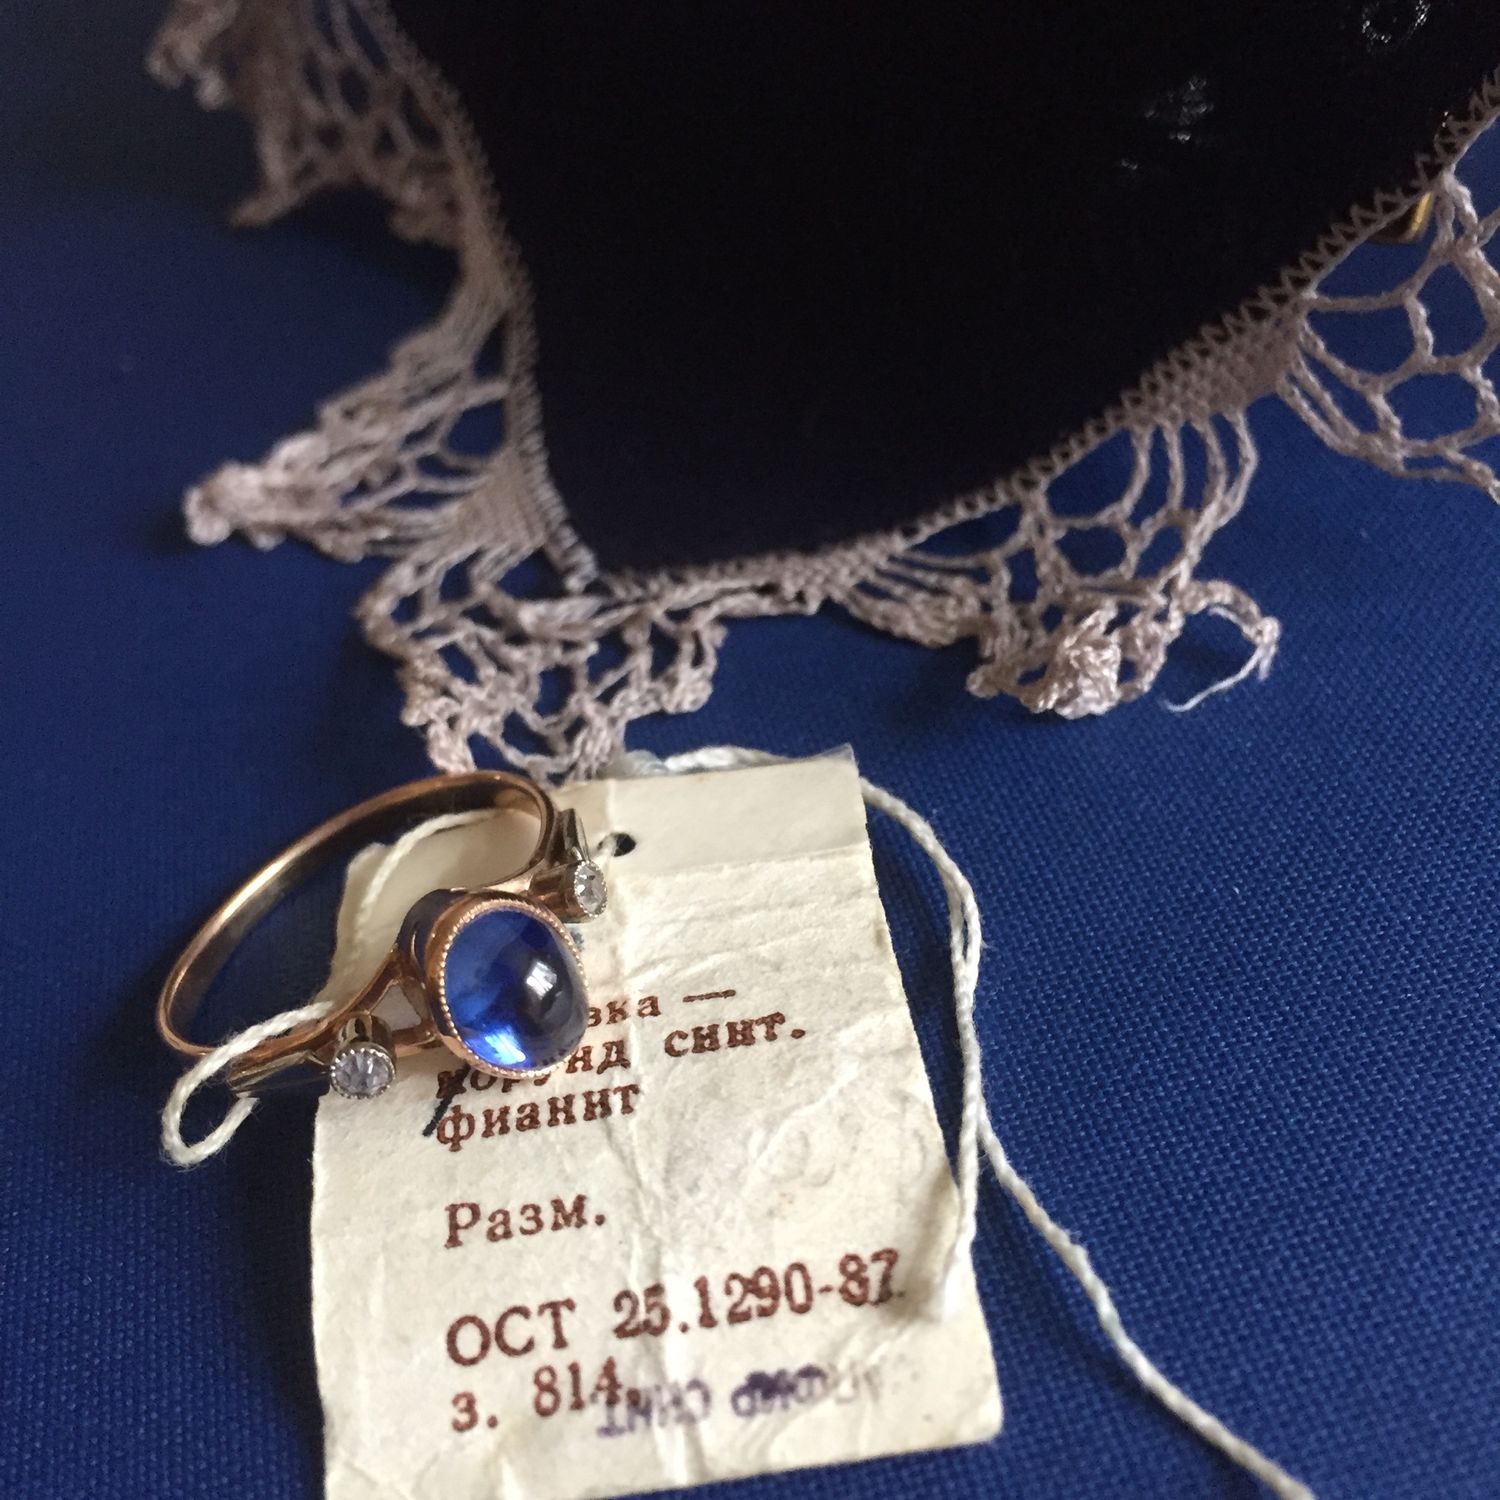 вка —
корунд синт.
фианит
Разм.
ОСТ 25.1290-87
з. 814.